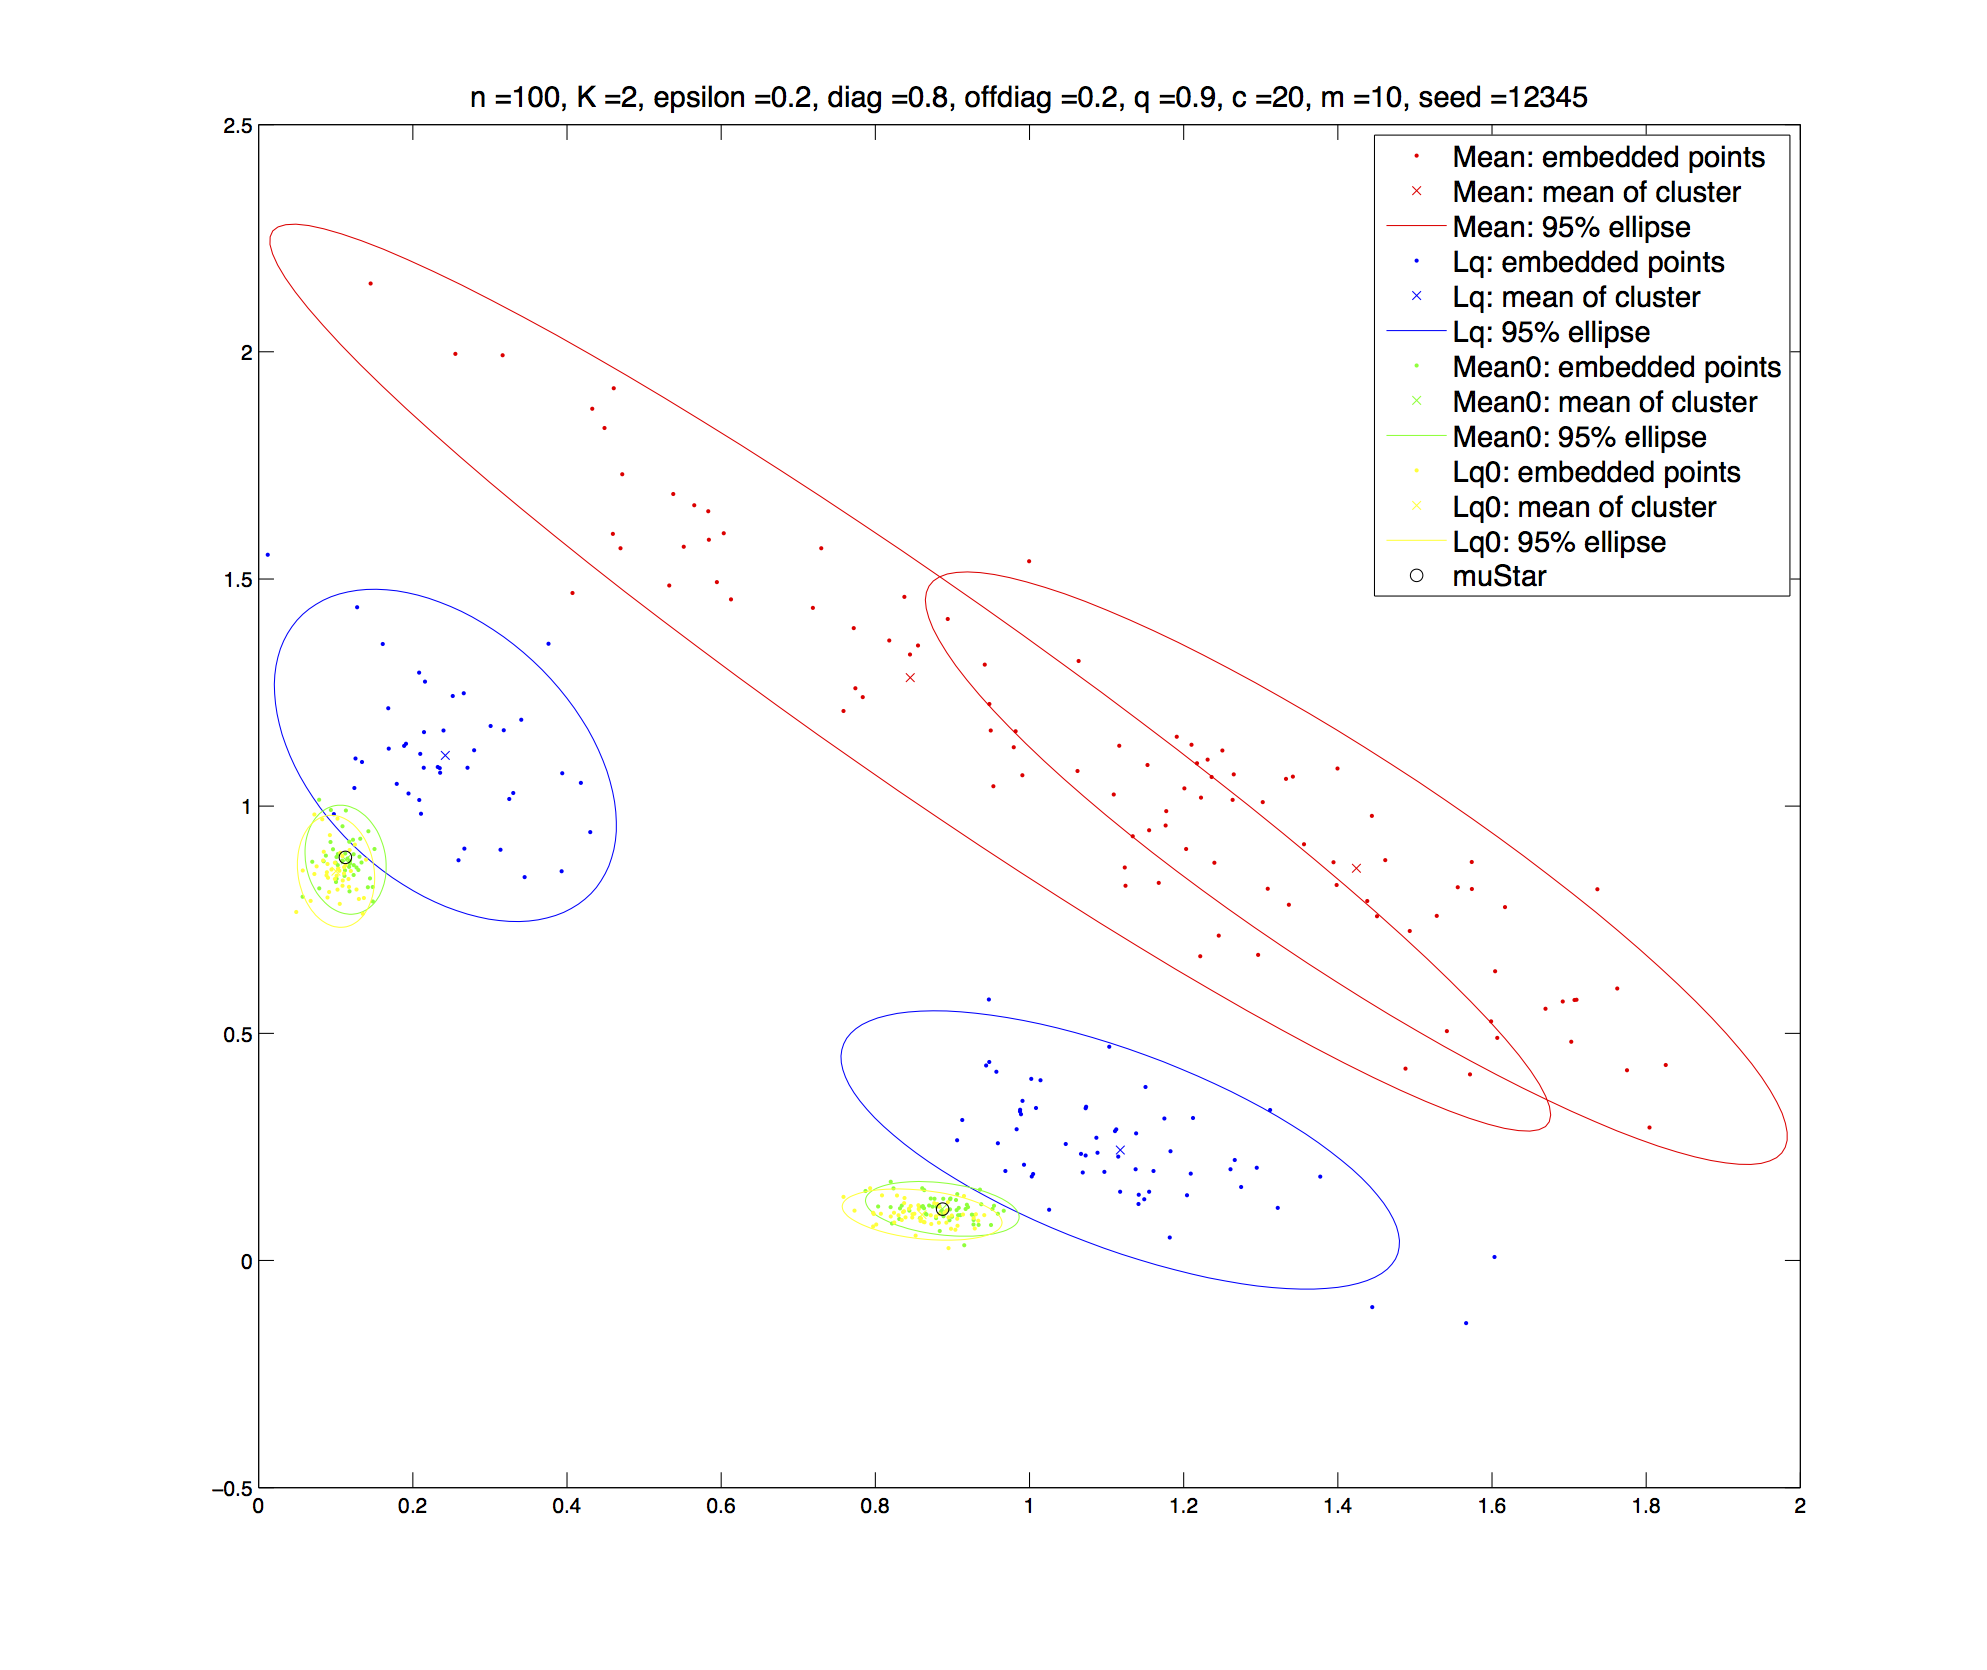 n =100, K =2, epsilon =0.2, diag =0.8, offdiag =0.2, q =0.9, c =20, m =10, seed =12345
2.5
2
1.5
1
0.5
0
−0.5
Mean: embedded points
Mean: mean of cluster
Mean: 95% ellipse
Lq: embedded points
Lq: mean of cluster
Lq: 95% ellipse
Mean0: embedded points
Mean0: mean of cluster
Mean0: 95% ellipse
Lq0: embedded points
Lq0: mean of cluster
Lq0: 95% ellipse
muStar
0 0.2 0.4 0.6 0.8 1 1.2 1.4 1.6 1.8 2